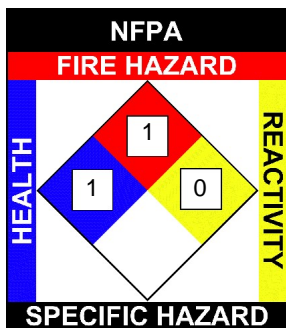 NFPA
FIRE HAZARD
HEALTH
1
1
0
REACTIVITY
SPECIFIC HAZARD